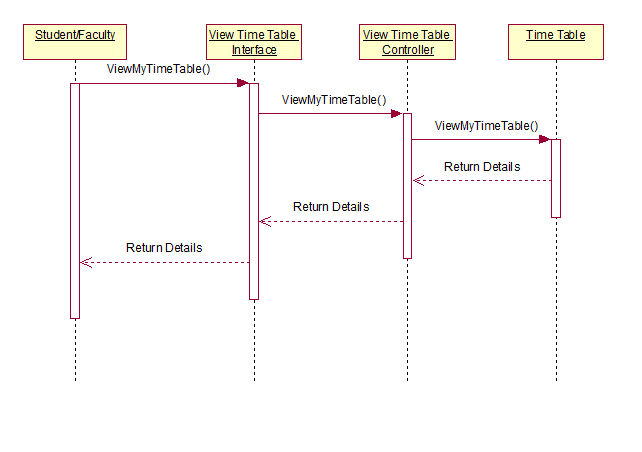 Student/Faculty
View Time Table
Interface
View Time Table
Controller
Time Table
ViewMyTimeTable()
ViewMyTimeTable()
ViewMyTimeTable()
Return Details
Return Details
Return Details